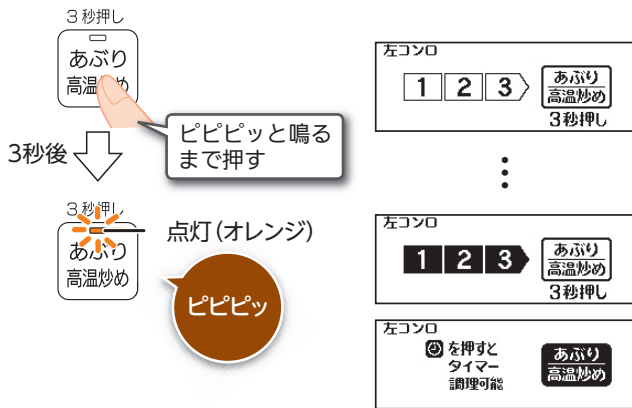 3秒押し
あぶり
高温炒め
ピピピッと鳴る
まで押す
3秒後
3秒押し
あぶり
高温炒め
点灯(オレンジ)
ピピピッ
左コンロ
1 2 3
あぶり
高温炒め
3秒押し
左コンロ
1 2 3
あぶり
高温炒め
3秒押し
左コンロ
を押すと
タイマー
調理可能
あぶり
高温炒め